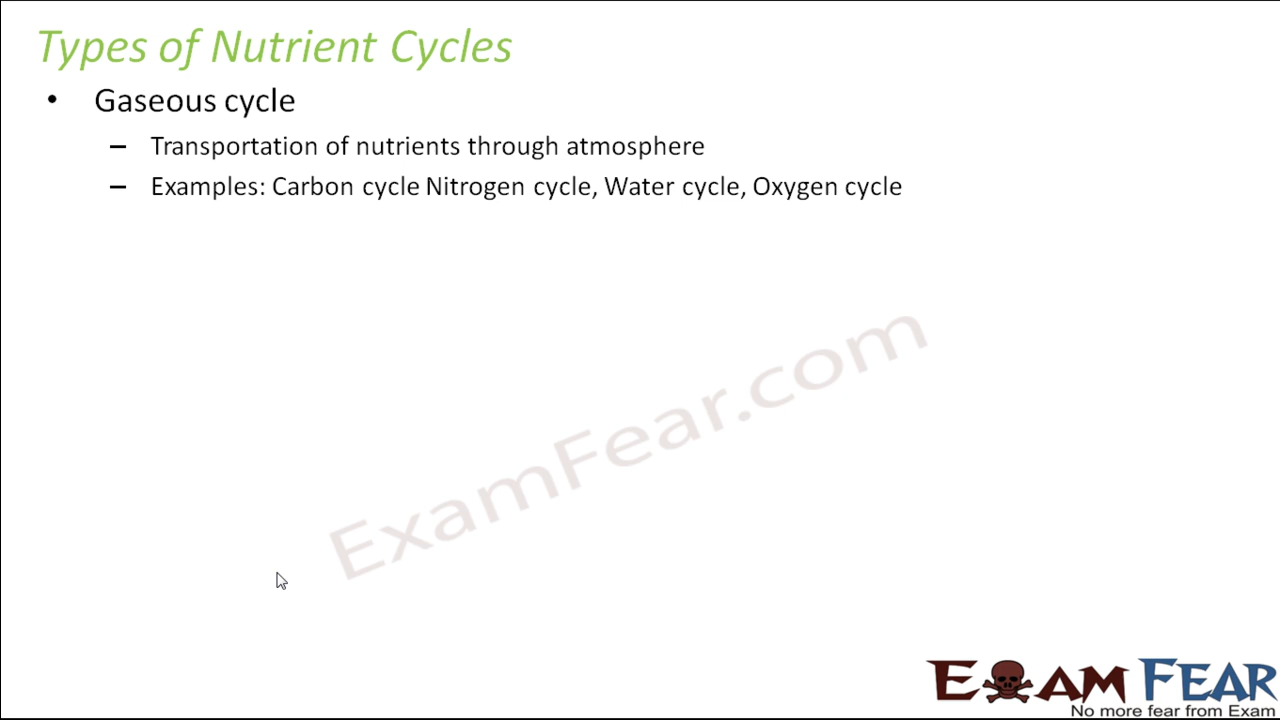 Types of Nutrient Cycles
• Gaseous cycle
– Transportation of nutrients through atmosphere
– Examples: Carbon cycle Nitrogen cycle, Water cycle, Oxygen cycle
ExamFear.com
EXAM FEAR
No more fear from Exam